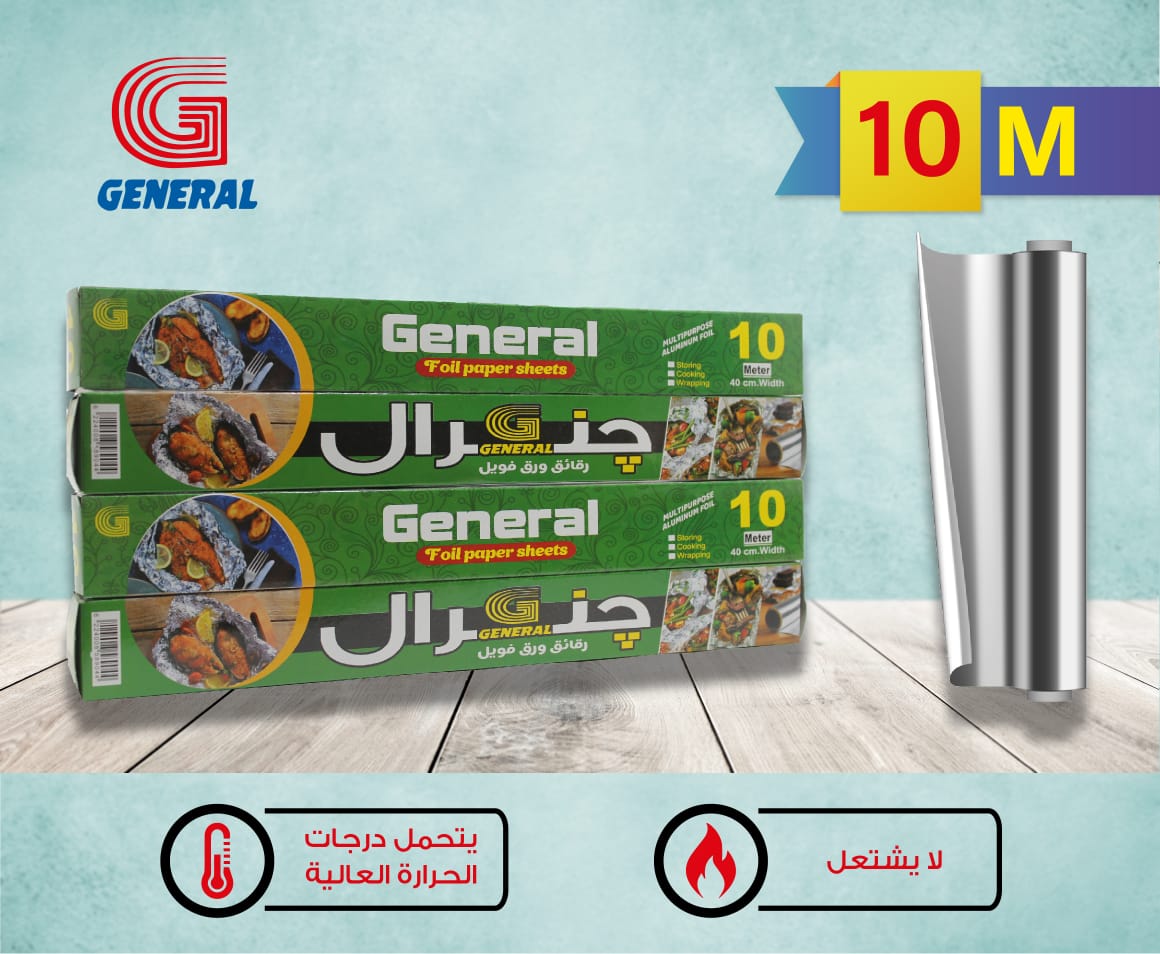 GENERAL
10 M
General
Foil paper sheets
MULTIPURPOSE
ALUMINUM FOIL
Storing
Cooking
Wrapping
10
Meter
40 cm.Width
چنرال
GENERAL
رقائق ورق فويل
General
Foil paper sheets
MULTIPURPOSE
ALUMINUM FOIL
Storing
Cooking
Wrapping
10
Meter
40 cm.Width
چنرال
GENERAL
رقائق ورق فويل
يتحمل درجات
الحرارة العالية
لا يشتعل